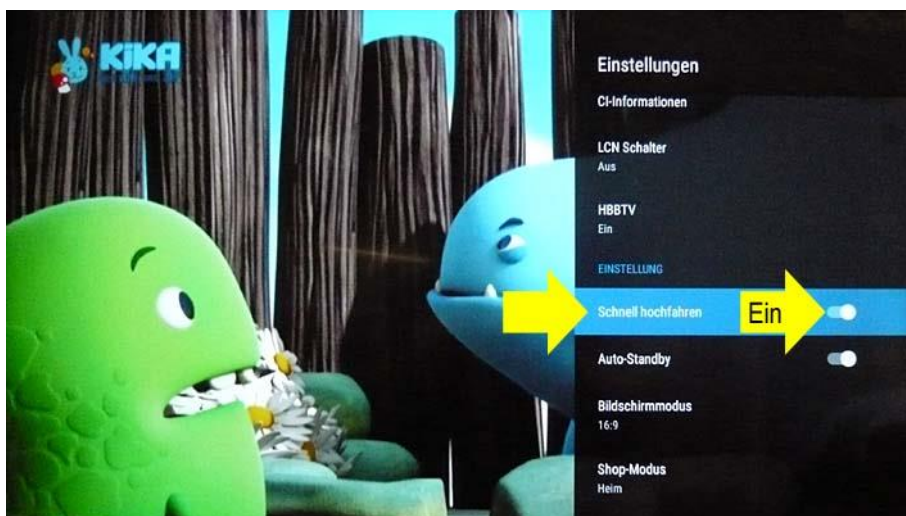 KiKA
Einstellungen
CI-Informationen
LCN Schalter
Aus
HBBTV
Ein
EINSTELLUNG
Schnell hochfahren
Ein
Auto-Standby
Bildschirmmodus
16:9
Shop-Modus
Heim